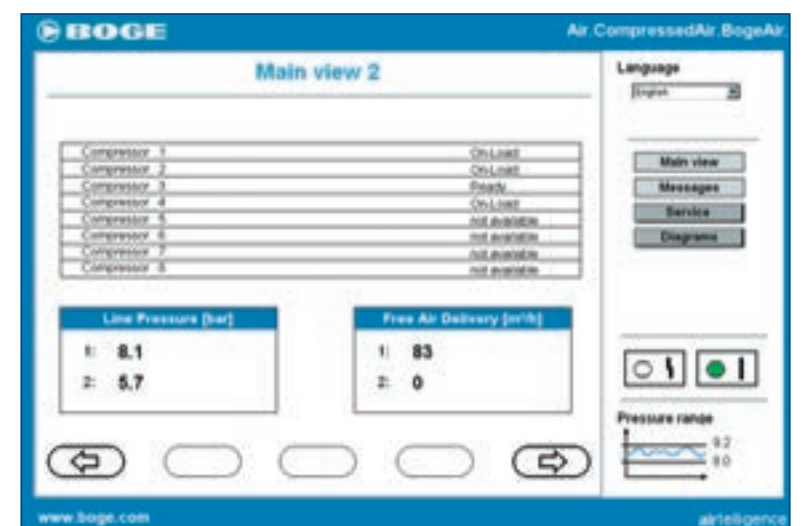 BOGE
Air.CompressedAir.BogeAir.
Main view 2
Compressor 1 On-Load
Compressor 2 On-Load
Compressor 3 Ready
Compressor 4 On-Load
Compressor 5 not available
Compressor 6 not available
Compressor 7 not available
Compressor 8 not available
Line Pressure [bar]
1: 8.1
2: 5.7
Free Air Delivery [m³/h]
1: 83
2: 0
Language
English
Main view
Messages
Service
Diagrams
Pressure range
9.2
8.0
www.boge.com
airtelligence